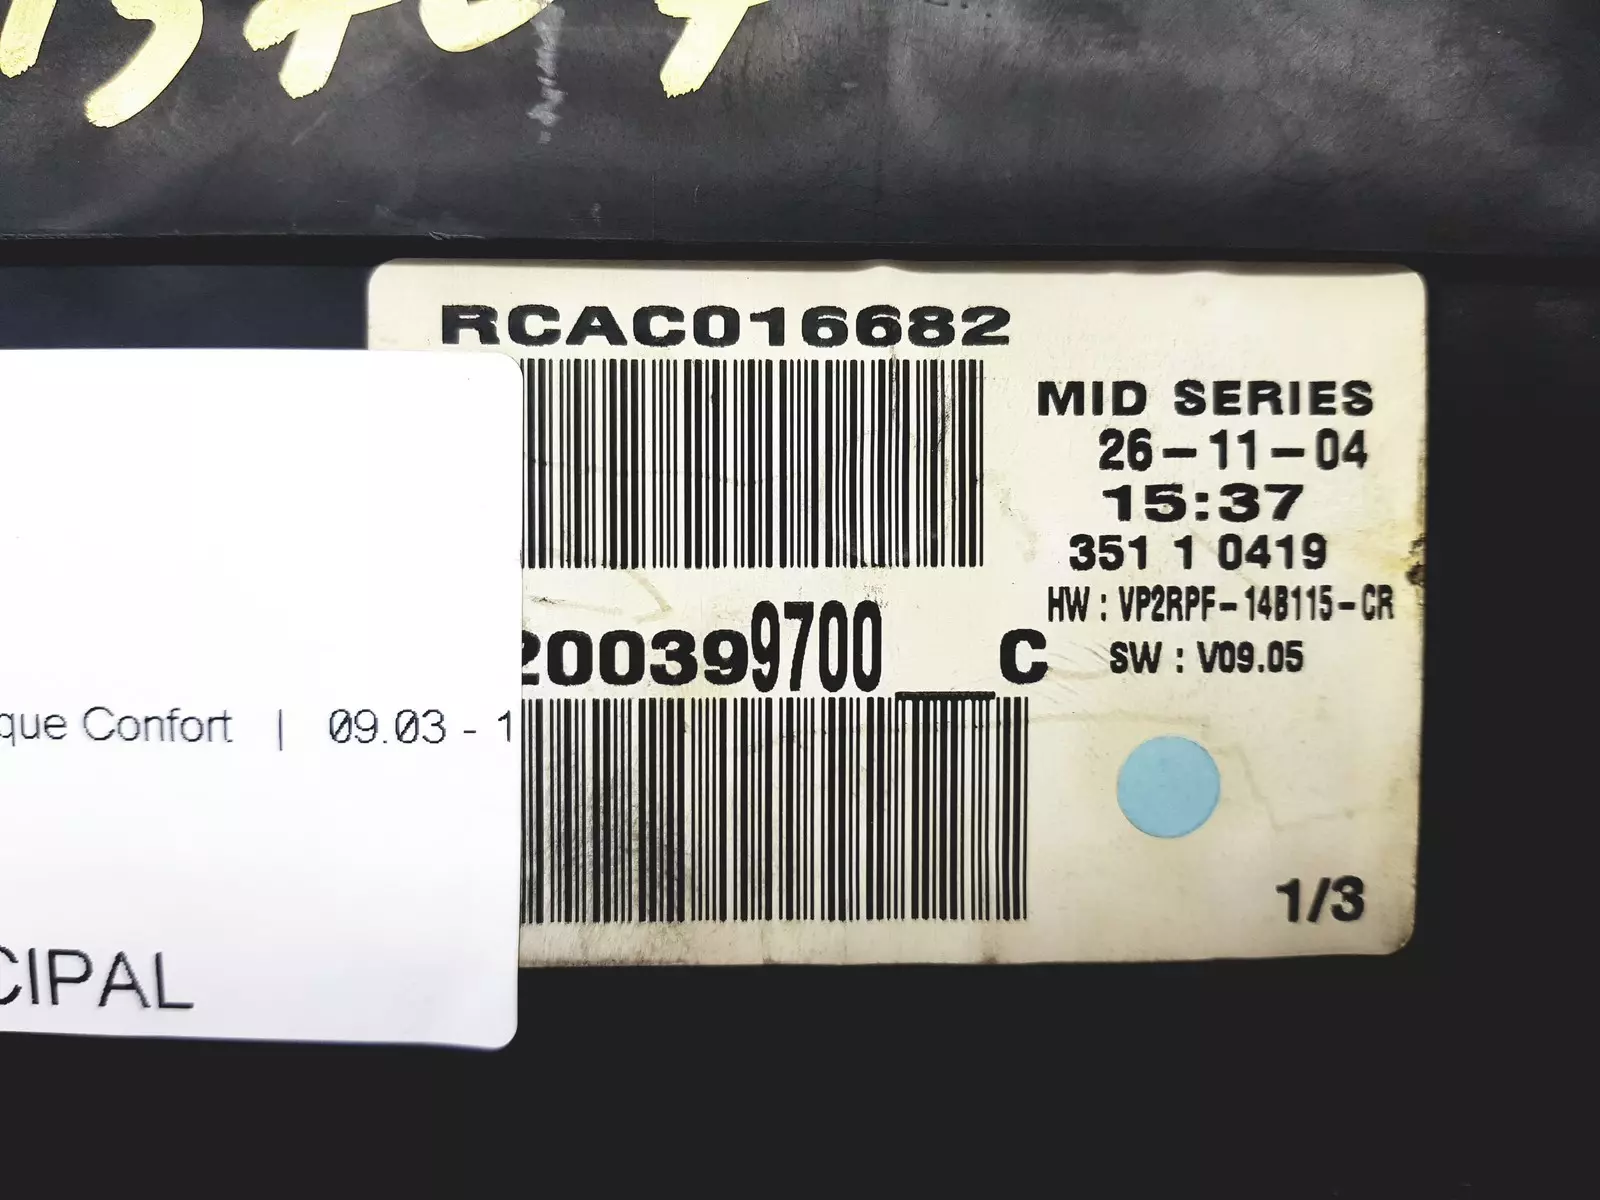 RCAC016682
MID SERIES
26-11-04
15:37
351 1 0419
HW : VP2RPF-14B115-CR
200399700__C
SW : V09.05
que Confort | 09.03 - 1
1/3
CIPAL